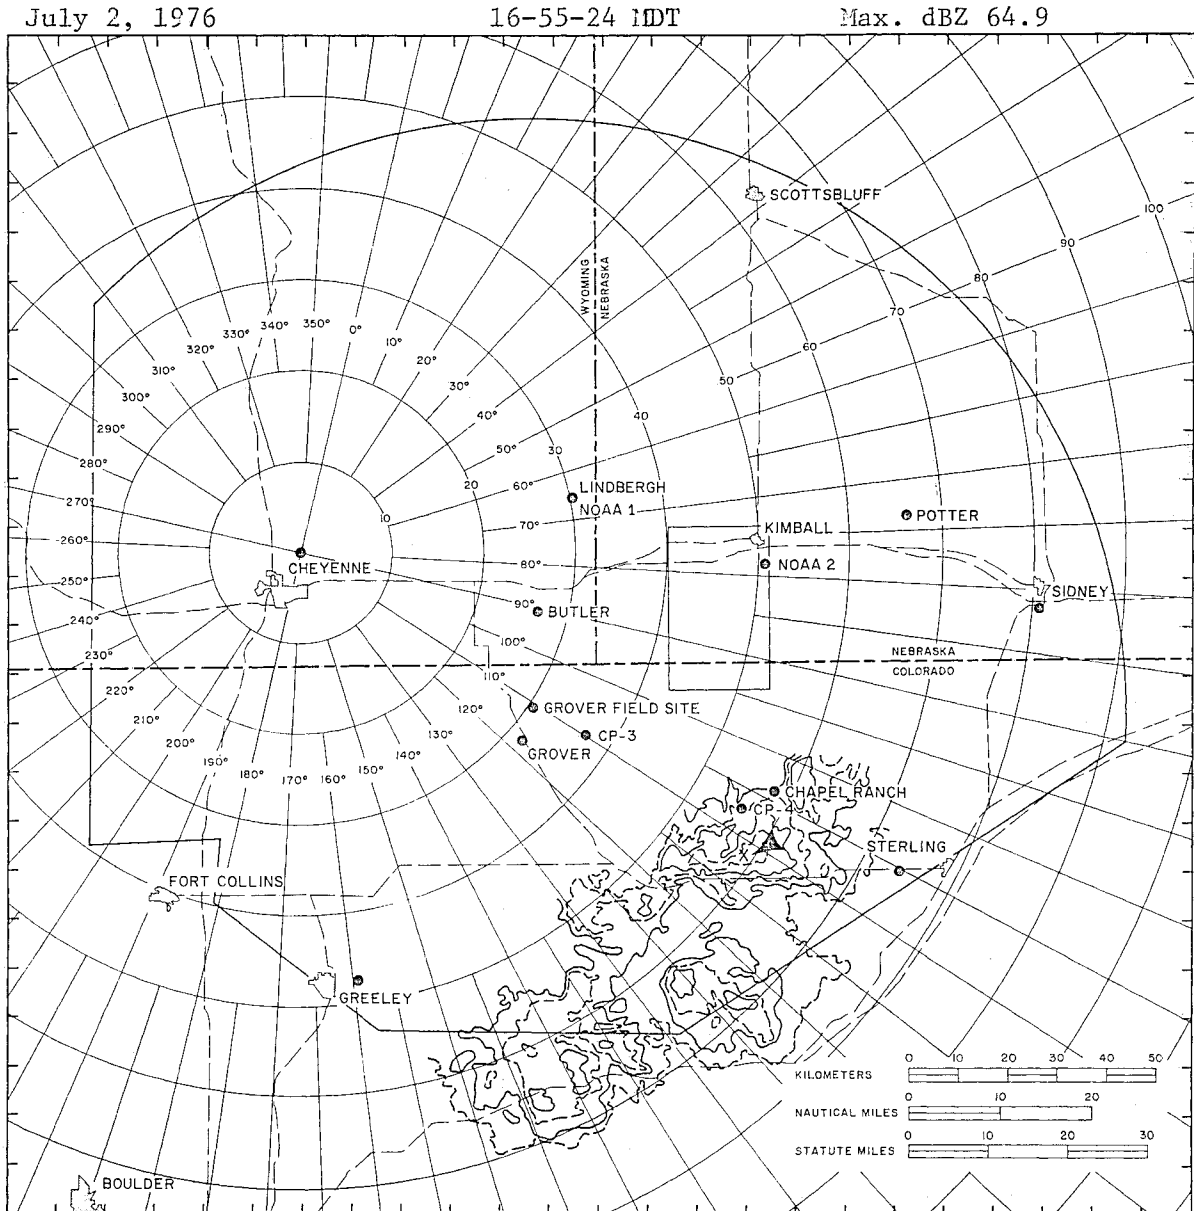 July 2, 1976 16-55-24 MDT Max. dBZ 64.9
SCOTTSBLUFF
100
90
80
70
60
50
40
30
20
10
WYOMING
NEBRASKA
350°
0°
10°
20°
30°
40°
50°
60°
70°
80°
90°
100°
110°
120°
130°
140°
150°
160°
170°
180°
190°
200°
210°
220°
230°
240°
250°
260°
270°
280°
290°
300°
310°
320°
330°
340°
LINDBERGH
NOAA 1
POTTER
KIMBALL
CHEYENNE
NOAA 2
SIDNEY
BUTLER
NEBRASKA
COLORADO
GROVER FIELD SITE
CP-3
GROVER
CHAPEL RANCH
CP-4
STERLING
FORT COLLINS
GREELEY
BOULDER
0 10 20 30 40 50
KILOMETERS
0 10 20
NAUTICAL MILES
0 10 20 30
STATUTE MILES